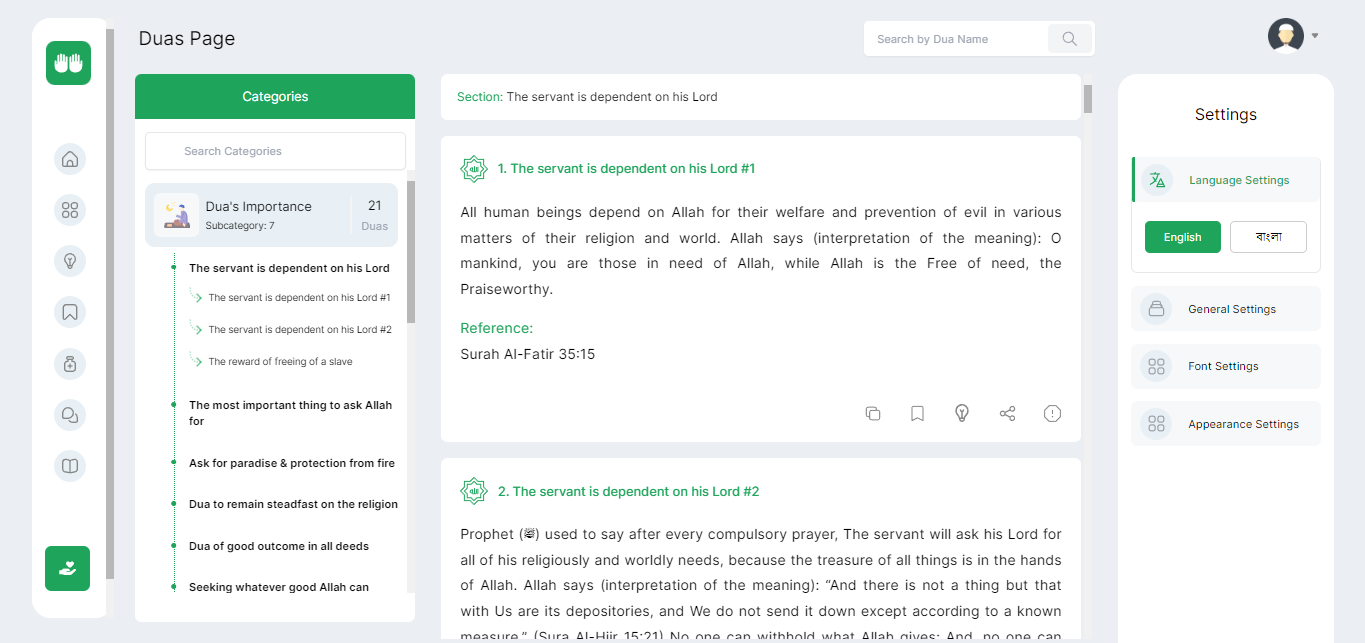 Duas Page
Search by Dua Name
Categories
Search Categories
Dua's Importance
Subcategory: 7
21
Duas
The servant is dependent on his Lord
The servant is dependent on his Lord #1
The servant is dependent on his Lord #2
The reward of freeing of a slave
The most important thing to ask Allah
for
Ask for paradise & protection from fire
Dua to remain steadfast on the religion
Dua of good outcome in all deeds
Seeking whatever good Allah can
Section: The servant is dependent on his Lord
1. The servant is dependent on his Lord #1
All human beings depend on Allah for their welfare and prevention of evil in various
matters of their religion and world. Allah says (interpretation of the meaning): O
mankind, you are those in need of Allah, while Allah is the Free of need, the
Praiseworthy.
Reference:
Surah Al-Fatir 35:15
2. The servant is dependent on his Lord #2
Prophet (ﷺ) used to say after every compulsory prayer, The servant will ask his Lord for
all of his religiously and worldly needs, because the treasure of all things is in the hands
of Allah. Allah says (interpretation of the meaning): “And there is not a thing but that
with Us are its depositories, and We do not send it down except according to a known
measure.” (Sura Al-Hijr 15:21) No one can withhold what Allah gives; And, no one can
Settings
Language Settings
English
বাংলা
General Settings
Font Settings
Appearance Settings